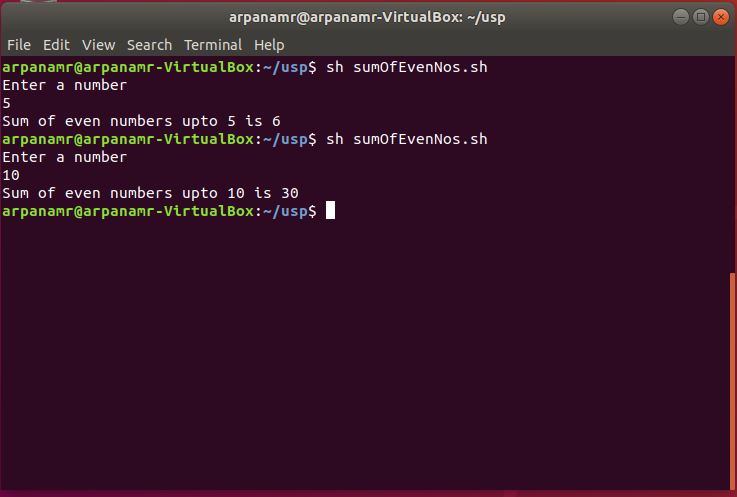 arpanamr@arpanamr-VirtualBox: ~/usp
File Edit View Search Terminal Help
arpanamr@arpanamr-VirtualBox:~/usp$ sh sumOfEvenNos.sh
Enter a number
5
Sum of even numbers upto 5 is 6
arpanamr@arpanamr-VirtualBox:~/usp$ sh sumOfEvenNos.sh
Enter a number
10
Sum of even numbers upto 10 is 30
arpanamr@arpanamr-VirtualBox:~/usp$